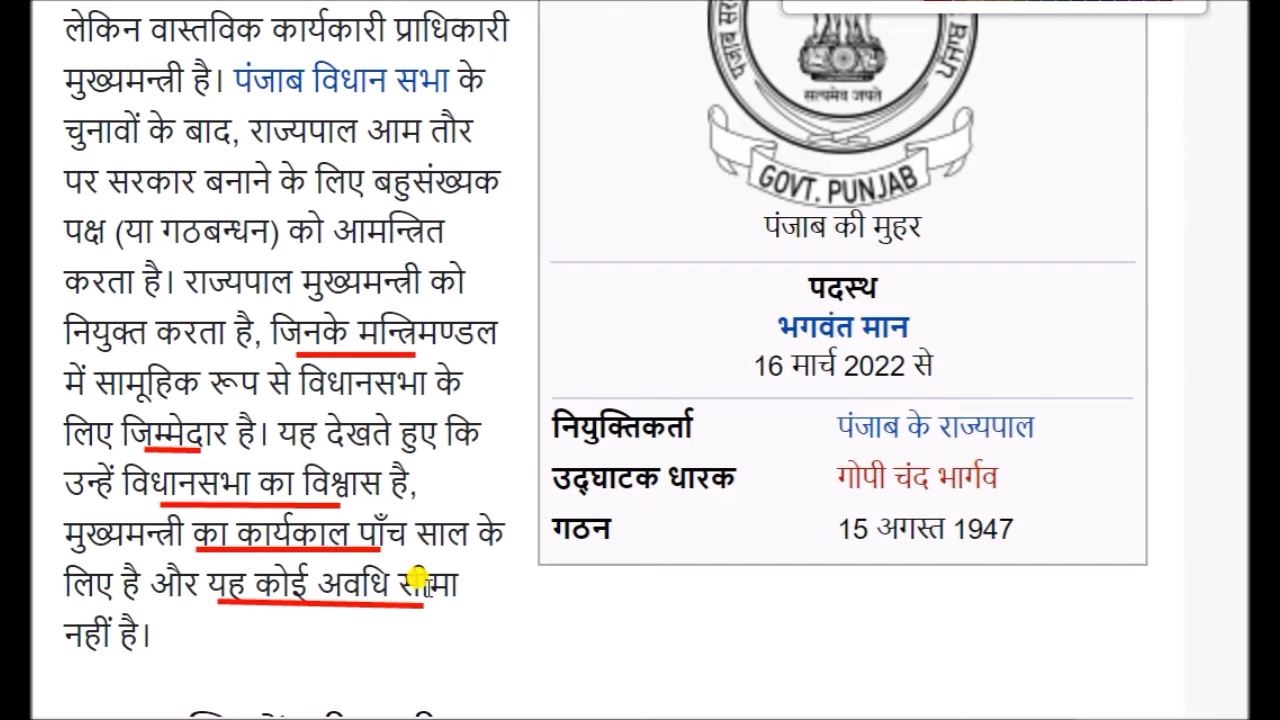 लेकिन वास्तविक कार्यकारी प्राधिकारी
मुख्यमन्त्री है। पंजाब विधान सभा के
चुनावों के बाद, राज्यपाल आम तौर
पर सरकार बनाने के लिए बहुसंख्यक
पक्ष (या गठबन्धन) को आमन्त्रित
करता है। राज्यपाल मुख्यमन्त्री को
नियुक्त करता है, जिनके मन्त्रिमण्डल
में सामूहिक रूप से विधानसभा के
लिए जिम्मेदार है। यह देखते हुए कि
उन्हें विधानसभा का विश्वास है,
मुख्यमन्त्री का कार्यकाल पाँच साल के
लिए है और यह कोई अवधि सीमा
नहीं है।
सत्यमेव जयते
GOVT. PUNJAB
पंजाब की मुहर
पदस्थ
भगवंत मान
16 मार्च 2022 से
नियुक्तिकर्ता पंजाब के राज्यपाल
उद्घाटक धारक गोपी चंद भार्गव
गठन 15 अगस्त 1947